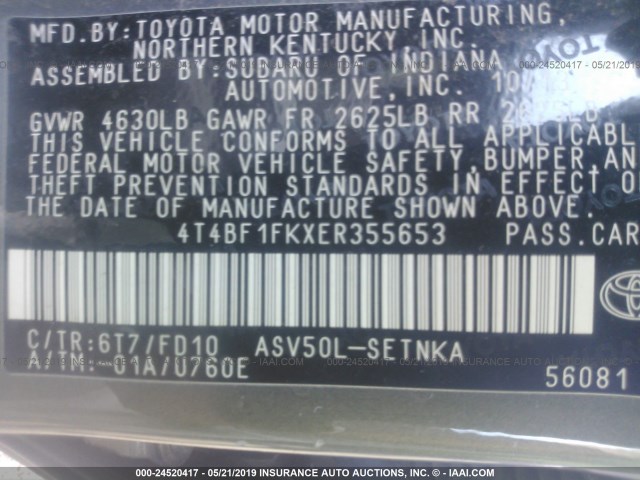 MFD.BY:TOYOTA MOTOR MANUFACTURING,
NORTHERN KENTUCKY, INC.
ASSEMBLED BY:SUBARU OF INDIANA
AUTOMOTIVE, INC.
GVWR 4630LB GAWR FR 2625LB RR
THIS VEHICLE CONFORMS TO ALL APPLICABL
FEDERAL MOTOR VEHICLE SAFETY, BUMPER, AN
THEFT PREVENTION STANDARDS IN EFFECT O
THE DATE OF MANUFACTURE SHOWN ABOVE.
4T4BF1FKXER355653 PASS.CAR
C/TR:6T7/FD10 ASV50L-SETNKA
A/TM:-01A/U760E
56081
000-24520417 - 05/21/2019 INSURANCE AUTO AUCTIONS, INC. - IAAI.COM